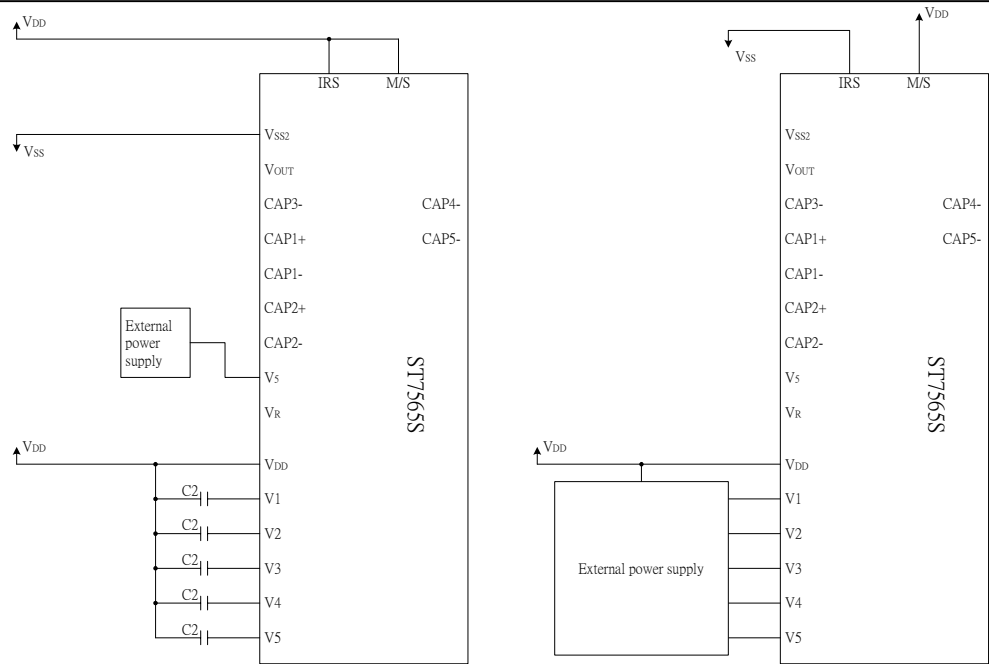 VDD
IRS M/S
VSS2
VSS
VOUT
CAP3- CAP4-
CAP1+ CAP5-
CAP1-
CAP2+
External
power
supply
CAP2-
V5
VR
ST7565S
VDD
VDD
C2 V1
C2 V2
C2 V3
C2 V4
C2 V5
VDD
VSS
IRS M/S
VSS2
VOUT
CAP3- CAP4-
CAP1+ CAP5-
CAP1-
CAP2+
CAP2-
V5
VR
ST7565S
VDD
VDD
V1
V2
External power supply
V3
V4
V5